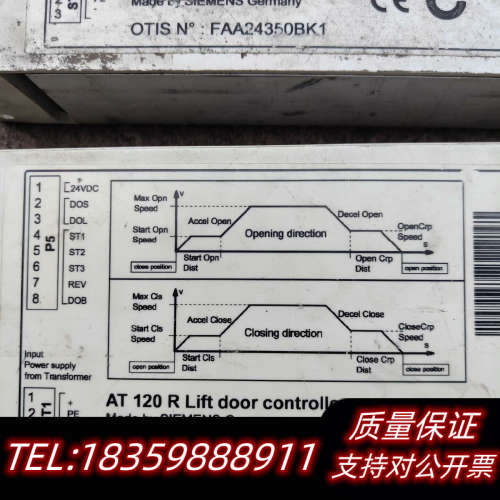 3
Made by SIEMENS Germany
OTIS N° : FAA24350BK1
P5
1 24VDC
2 DOS
3 DOL
4 ST1
5 ST2
6 ST3
7 REV
8 DOB
Max Opn Speed
v
Accel Open
Decel Open
Start Opn Speed
Opening direction
OpenCrp Speed
s
close position
Start Opn Dist
Open Crp Dist
open position
Max Cls Speed
v
Accel Close
Decel Close
Start Cls Speed
Closing direction
CloseCrp Speed
s
open position
Start Cls Dist
Close Crp Dist
close position
Input
Power supply
from Transformer
1
2
PE
AT 120 R Lift door controlle
TEL:18359888911
质量保证
支持对公开票